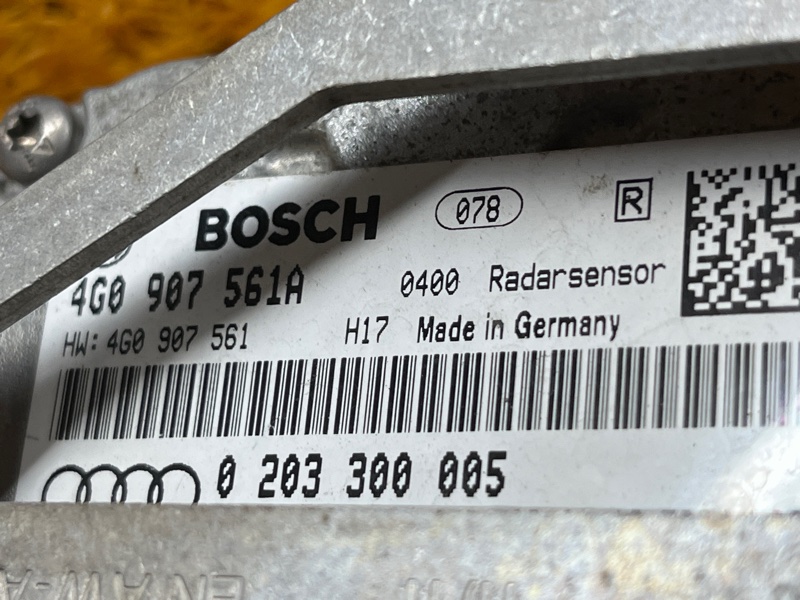 BOSCH 078 R
4G0 907 561A 0400 Radarsensor
HW: 4G0 907 561 H17 Made in Germany
0 203 300 005